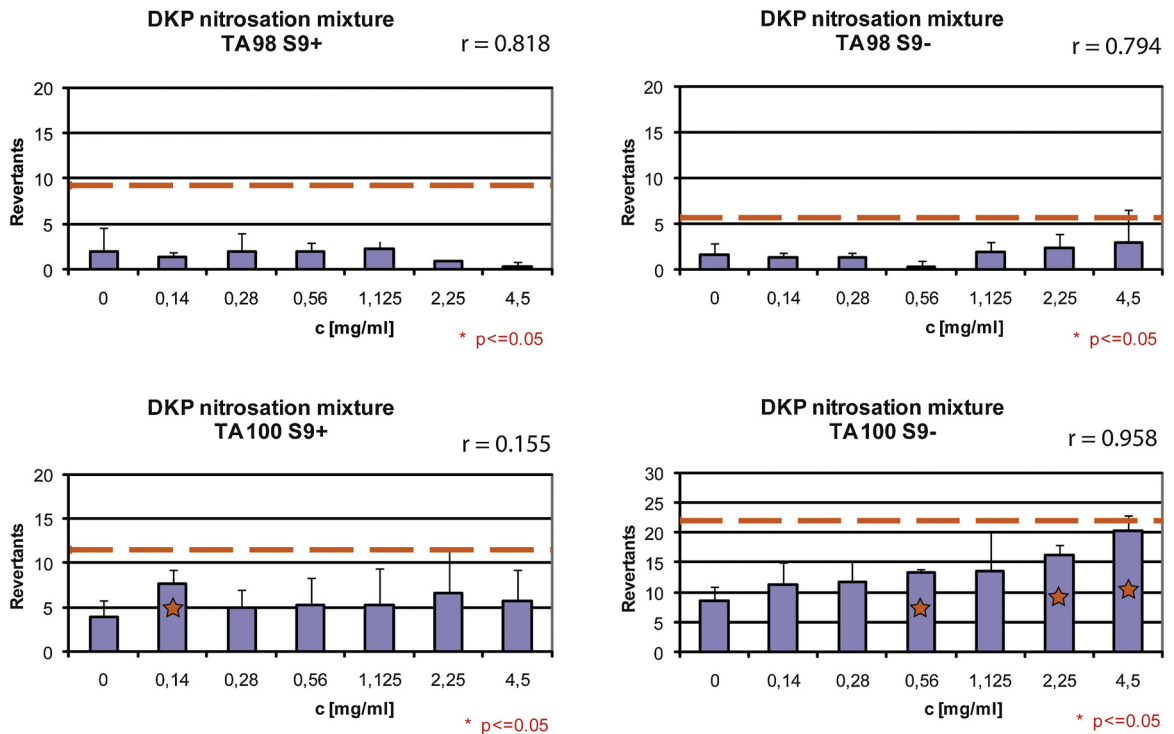 DKP nitrosation mixture
TA98 S9+
r = 0.818
20
15
10
5
0
Revertants
0 0,14 0,28 0,56 1,125 2,25 4,5
c [mg/ml]
* p<=0.05
DKP nitrosation mixture
TA98 S9-
r = 0.794
20
15
10
5
0
Revertants
0 0,14 0,28 0,56 1,125 2,25 4,5
c [mg/ml]
* p<=0.05
DKP nitrosation mixture
TA100 S9+
r = 0.155
20
15
10
5
0
Revertants
0 0,14 0,28 0,56 1,125 2,25 4,5
c [mg/ml]
* p<=0.05
DKP nitrosation mixture
TA100 S9-
r = 0.958
30
25
20
15
10
5
0
Revertants
0 0,14 0,28 0,56 1,125 2,25 4,5
c [mg/ml]
* p<=0.05